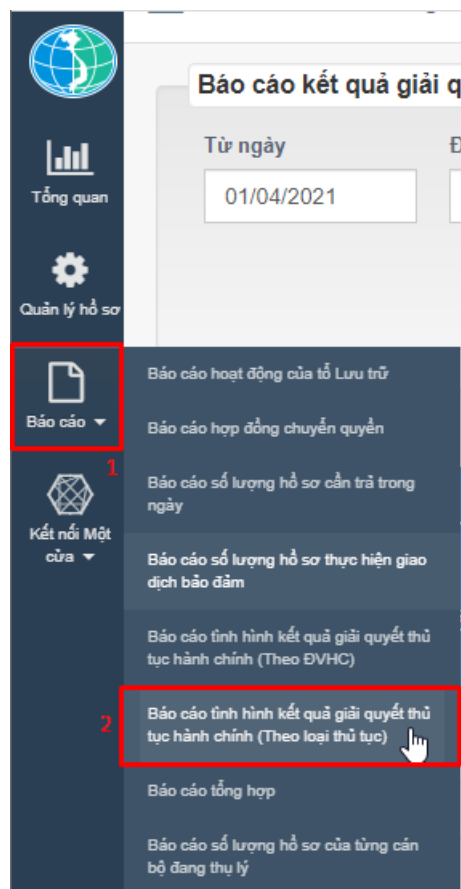 Báo cáo kết quả giải q
Từ ngày
Đ
01/04/2021
Tổng quan
Quản lý hồ sơ
Báo cáo
1
Kết nối Một
cửa
Báo cáo hoạt động của tổ Lưu trữ
Báo cáo hợp đồng chuyển quyền
Báo cáo số lượng hồ sơ cần trả trong
ngày
Báo cáo số lượng hồ sơ thực hiện giao
dịch bảo đảm
Báo cáo tình hình kết quả giải quyết thủ
tục hành chính (Theo ĐVHC)
2
Báo cáo tình hình kết quả giải quyết thủ
tục hành chính (Theo loại thủ tục)
Báo cáo tổng hợp
Báo cáo số lượng hồ sơ của từng cán
bộ đang thụ lý